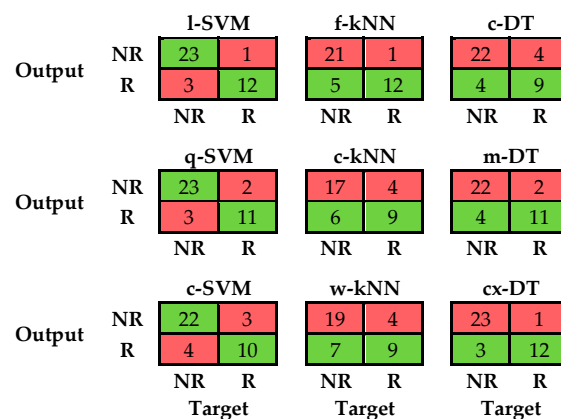 l-SVM f-kNN c-DT
NR 23 1 21 1 22 4
Output
R 3 12 5 12 4 9
NR R NR R NR R
q-SVM c-kNN m-DT
NR 23 2 17 4 22 2
Output
R 3 11 6 9 4 11
NR R NR R NR R
c-SVM w-kNN cx-DT
NR 22 3 19 4 23 1
Output
R 4 10 7 9 3 12
NR R NR R NR R
Target Target Target